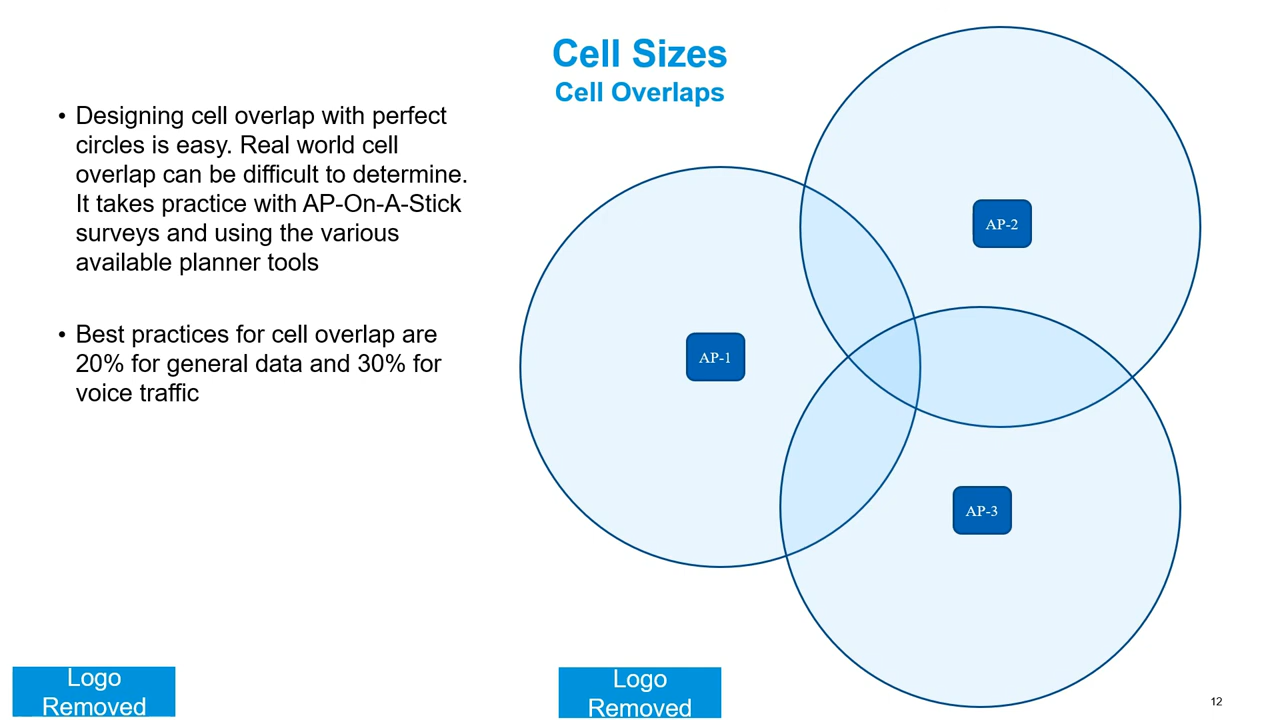 Cell Sizes
Cell Overlaps
• Designing cell overlap with perfect
circles is easy. Real world cell
overlap can be difficult to determine.
It takes practice with AP-On-A-Stick
surveys and using the various
available planner tools
• Best practices for cell overlap are
20% for general data and 30% for
voice traffic
AP-2
AP-1
AP-3
Logo
Removed
Logo
Removed
12